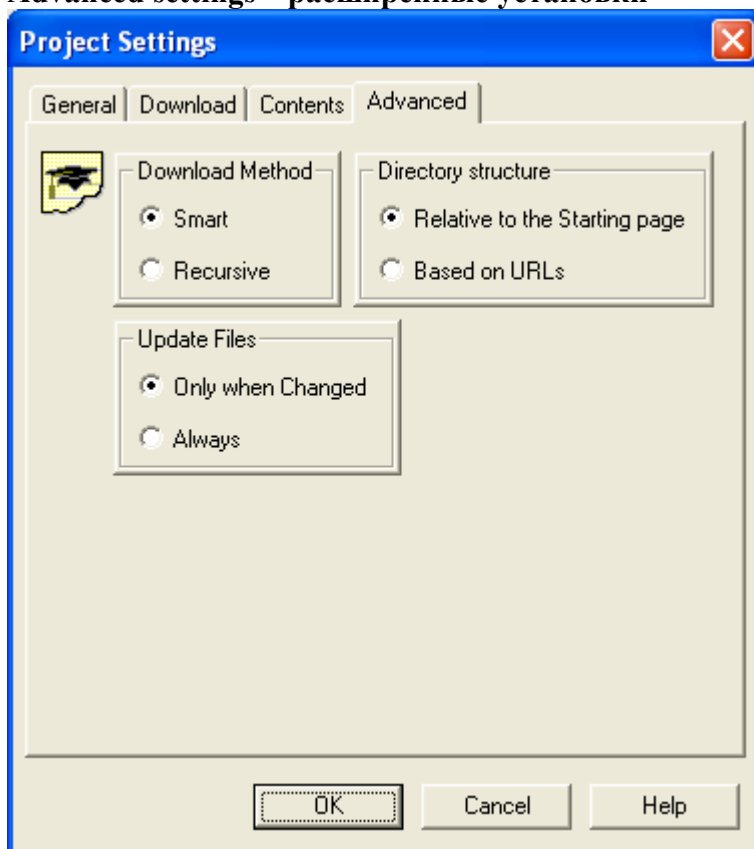 Advanced settings – расширенные установки
Project Settings
General Download Contents Advanced
Download Method
Smart
Recursive
Directory structure
Relative to the Starting page
Based on URLs
Update Files
Only when Changed
Always
OK Cancel Help